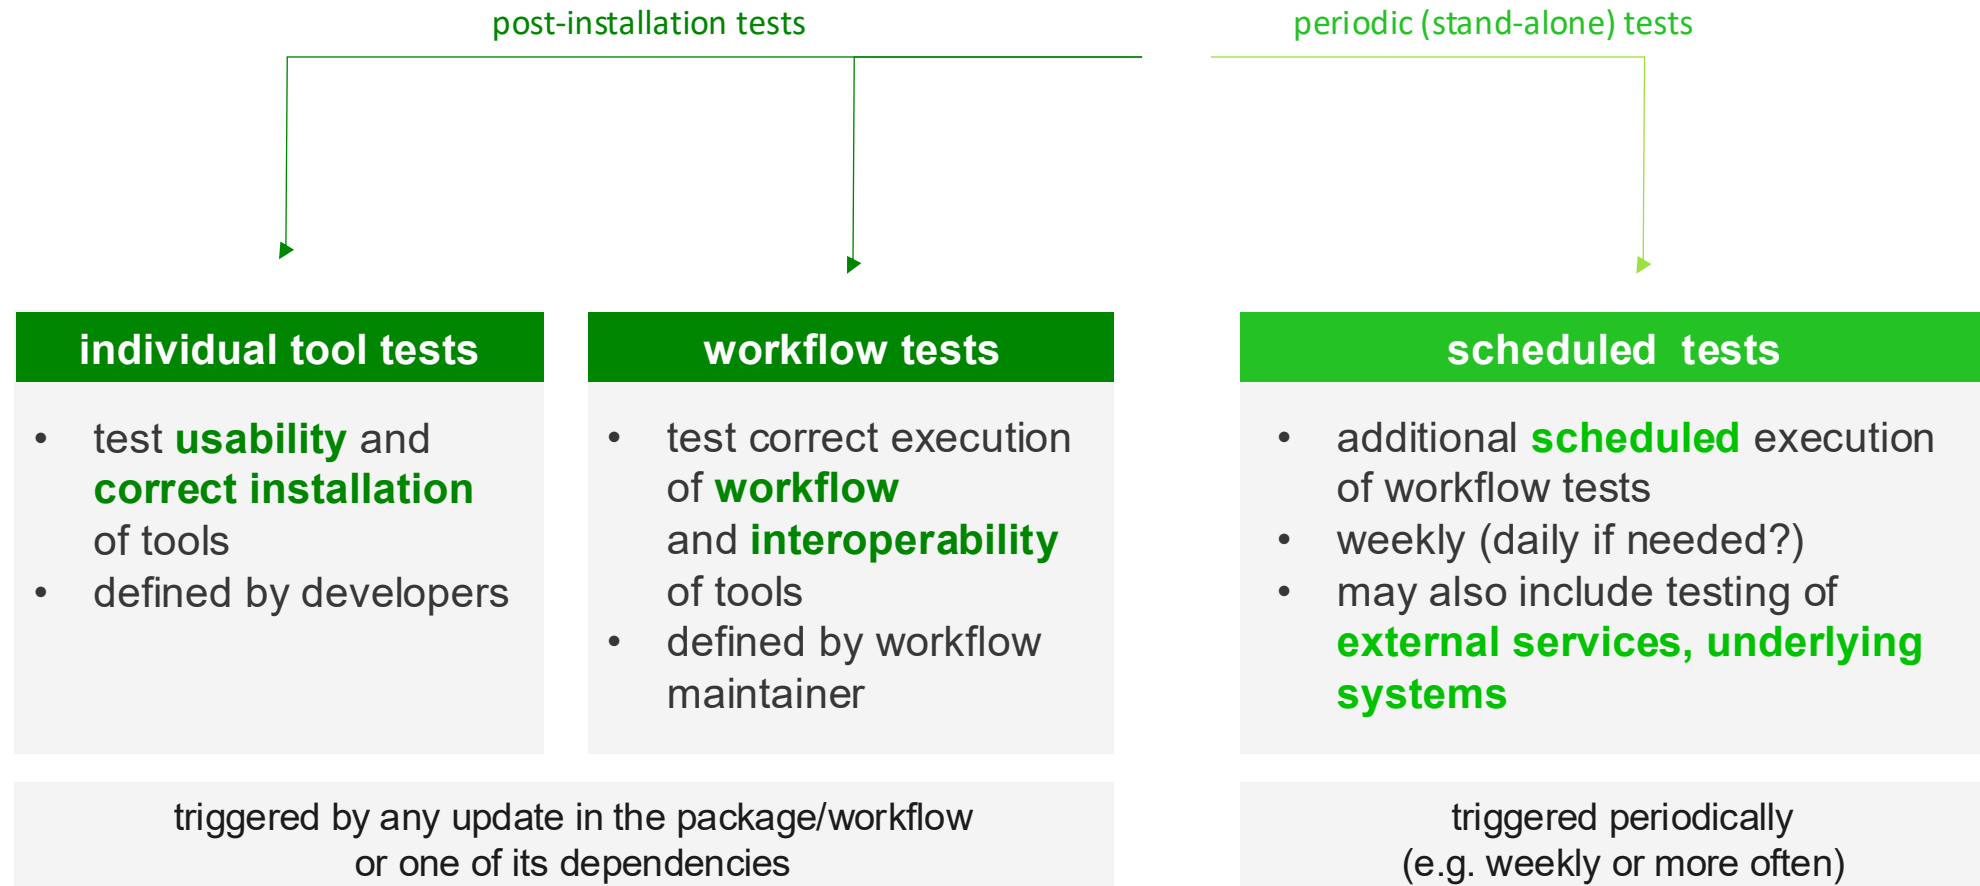 post-installation tests
periodic (stand-alone) tests
individual tool tests
• test usability and
correct installation
of tools
• defined by developers
workflow tests
• test correct execution
of workflow
and interoperability
of tools
• defined by workflow
maintainer
scheduled  tests
• additional scheduled execution
of workflow tests
• weekly (daily if needed?)
• may also include testing of
external services, underlying
systems
triggered by any update in the package/workflow
or one of its dependencies
triggered periodically
(e.g. weekly or more often)